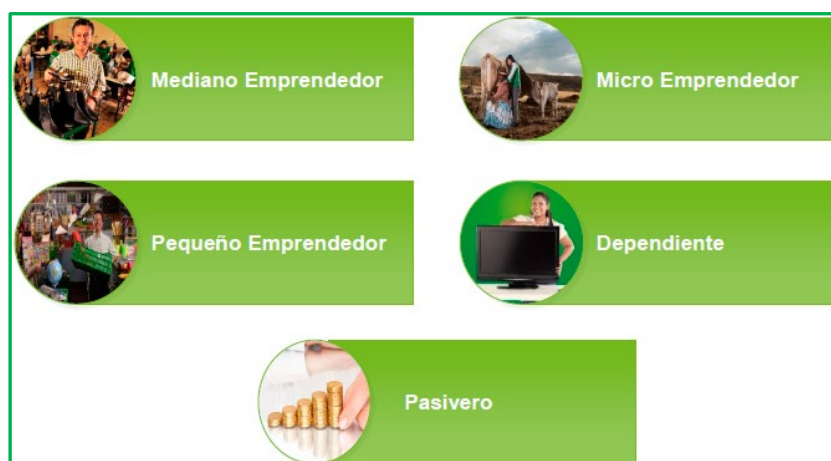 Mediano Emprendedor
Micro Emprendedor
Pequeño Emprendedor
Dependiente
Pasivero